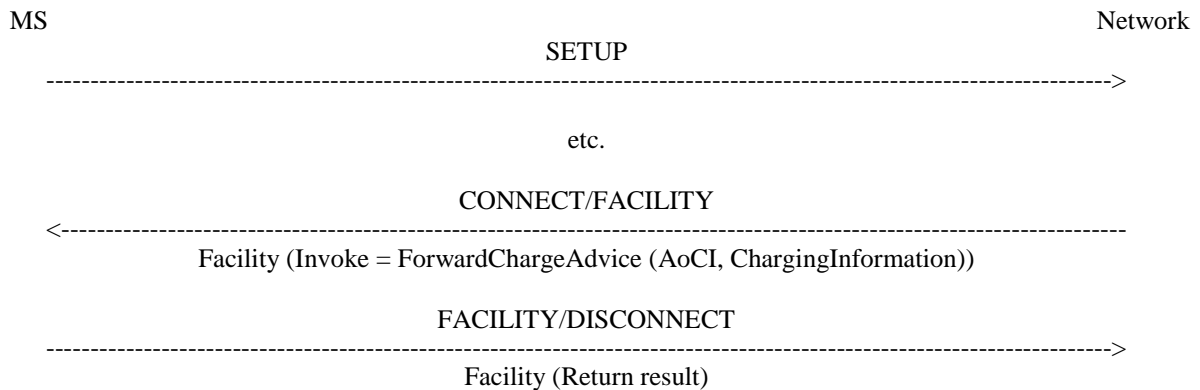 MS Network
SETUP
------------------------------------------------------------------------------------------------------------------------>
etc.
CONNECT/FACILITY
<------------------------------------------------------------------------------------------------------------------------
Facility (Invoke = ForwardChargeAdvice (AoCI, ChargingInformation))
FACILITY/DISCONNECT
------------------------------------------------------------------------------------------------------------------------>
Facility (Return result)